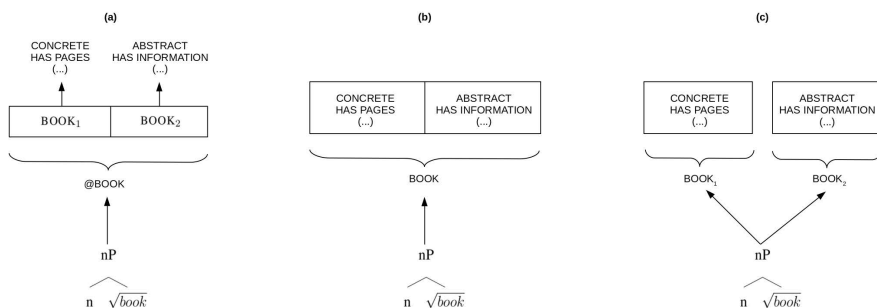 (a)
CONCRETE
HAS PAGES
(...)
ABSTRACT
HAS INFORMATION
(...)
BOOK₁
BOOK₂
@BOOK
nP
n √book
(b)
CONCRETE
HAS PAGES
(...)
ABSTRACT
HAS INFORMATION
(...)
BOOK
nP
n √book
(c)
CONCRETE
HAS PAGES
(...)
ABSTRACT
HAS INFORMATION
(...)
BOOK₁
BOOK₂
nP
n √book